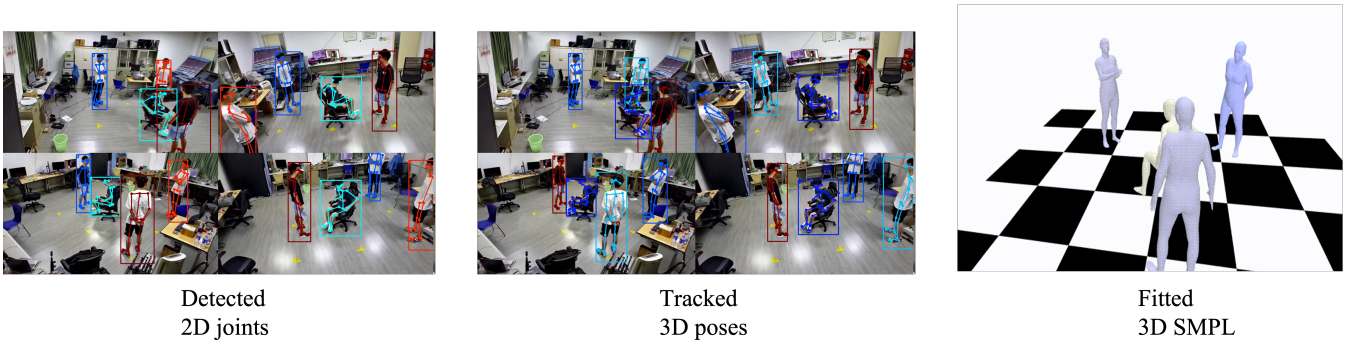 Detected
2D joints
Tracked
3D poses
Fitted
3D SMPL